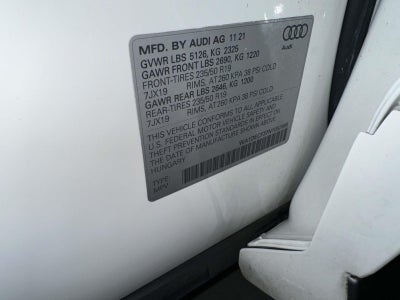 MFD. BY AUDI AG 11 21
GVWR LBS 5126, KG 2325
GAWR FRONT LBS 2690, KG 1220
FRONT-TIRES 235/50 R19
7JX19 RIMS, AT 260 KPA 38 PSI COLD
GAWR REAR LBS 2646, KG 1200
REAR-TIRES 235/50 R19
7JX19 RIMS, AT 260 KPA 38 PSI COLD
THIS VEHICLE CONFORMS TO ALL APPLICABLE
U.S. FEDERAL MOTOR VEHICLE SAFETY AND
THEFT PREVENTION STANDARDS IN EFFECT ON THE
DATE OF MANUFACTURE SHOWN ABOVE
HUNGARY
TYPE:
MPV
Audi